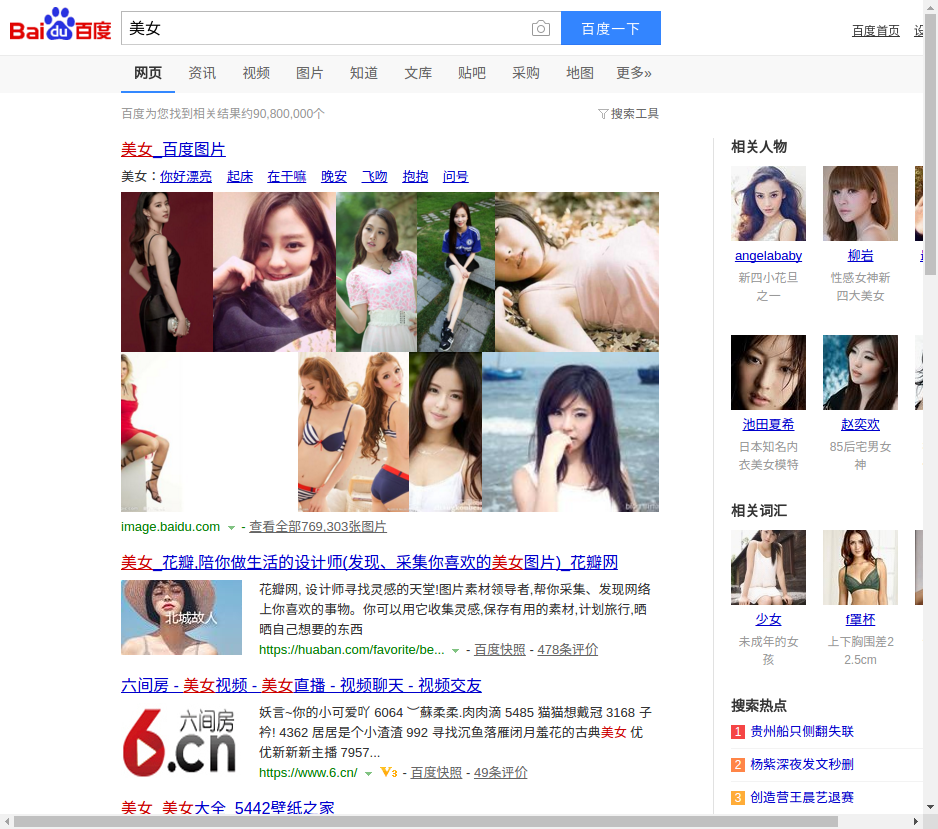 Bai du 百度
美女
百度一下
百度首页
网页 资讯 视频 图片 知道 文库 贴吧 采购 地图 更多»
百度为您找到相关结果约90,800,000个
搜索工具
美女_百度图片
美女：你好漂亮 起床 在干嘛 晚安 飞吻 抱抱 问号
image.baidu.com - 查看全部769,303张图片
美女_花瓣,陪你做生活的设计师(发现、采集你喜欢的美女图片)_花瓣网
北城故人
花瓣网, 设计师寻找灵感的天堂!图片素材领导者,帮你采集、发现网络
上你喜欢的事物。你可以用它收集灵感,保存有用的素材,计划旅行,晒
晒自己想要的东西
https://huaban.com/favorite/be... - 百度快照 - 478条评价
六间房 - 美女视频 - 美女直播 - 视频聊天 - 视频交友
六间房
6.cn
妖言~你的小可爱吖 6064 ︶蘇柔柔.肉肉滴 5485 猫猫想戴冠 3168 子
衿! 4362 居居是个小渣渣 992 寻找沉鱼落雁闭月羞花的古典美女 优
优新新新主播 7957...
https://www.6.cn/ V3 - 百度快照 - 49条评价
美女_美女大全_5442壁纸之家
相关人物
angelababy 柳岩
新四小花旦
之一
性感女神新
四大美女
池田夏希 赵奕欢
日本知名内
衣美女模特
85后宅男女
神
相关词汇
少女 f罩杯
未成年的女
孩
上下胸围差2
2.5cm
搜索热点
1 贵州船只侧翻失联
2 杨紫深夜发文秒删
3 创造营王晨艺退赛